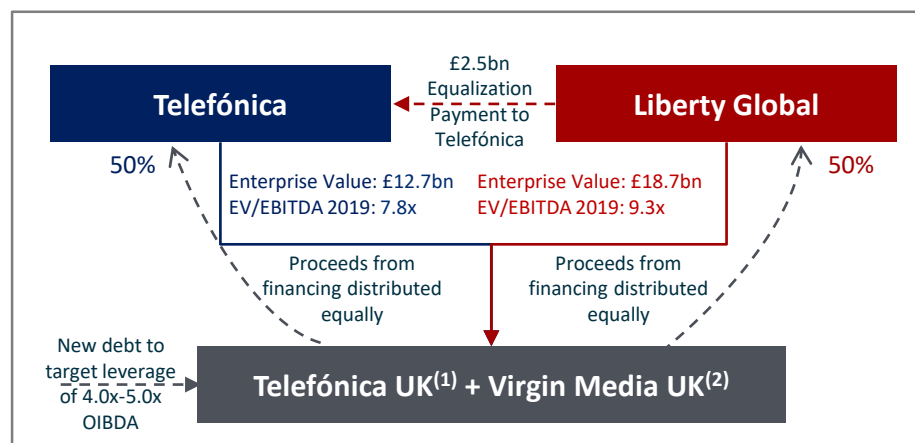 £2.5bn
Equalization
Payment to
Telefónica
Telefónica
Liberty Global
50%
50%
Enterprise Value: £12.7bn
EV/EBITDA 2019: 7.8x
Enterprise Value: £18.7bn
EV/EBITDA 2019: 9.3x
Proceeds from
financing distributed
equally
Proceeds from
financing distributed
equally
New debt to
target leverage
of 4.0x-5.0x
OIBDA
Telefónica UK(1) + Virgin Media UK(2)